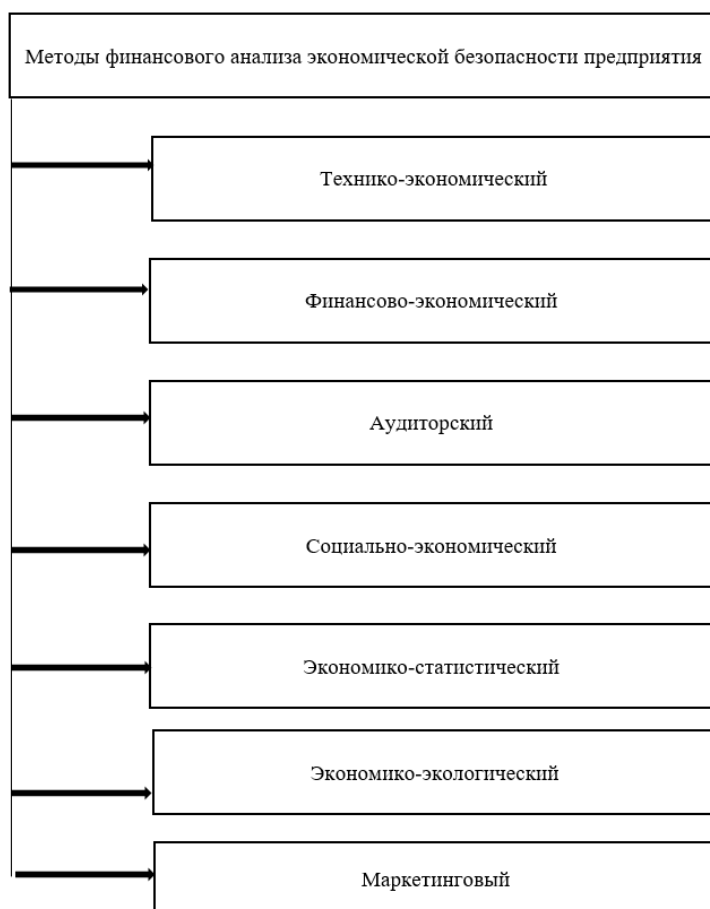 Методы финансового анализа экономической безопасности предприятия
Технико-экономический
Финансово-экономический
Аудиторский
Социально-экономический
Экономико-статистический
Экономико-экологический
Маркетинговый